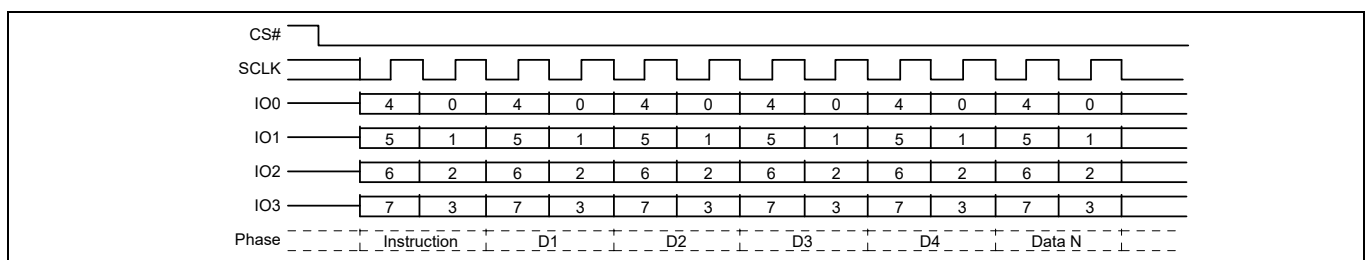 CS#
SCLK
IO0 4 0 4 0 4 0 4 0 4 0 4 0
IO1 5 1 5 1 5 1 5 1 5 1 5 1
IO2 6 2 6 2 6 2 6 2 6 2 6 2
IO3 7 3 7 3 7 3 7 3 7 3 7 3
Phase Instruction D1 D2 D3 D4 Data N